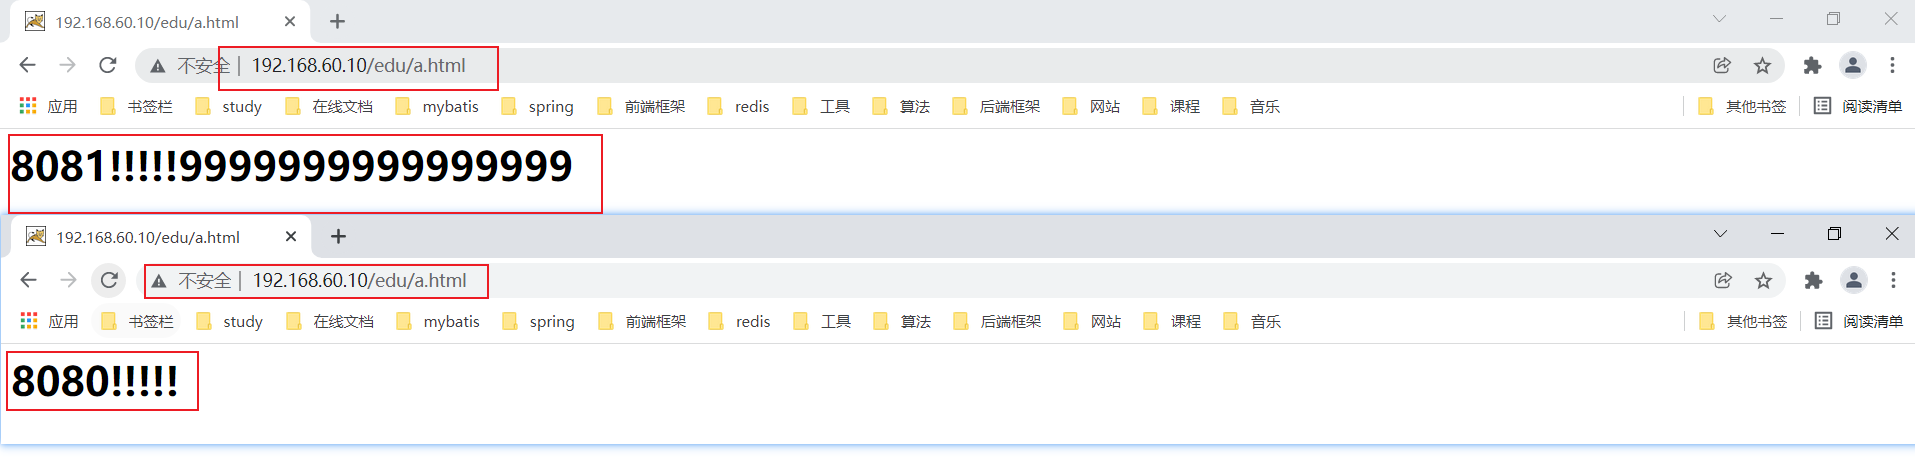 192.168.60.10/edu/a.html
不安全 | 192.168.60.10/edu/a.html
应用 书签栏 study 在线文档 mybatis spring 前端框架 redis 工具 算法 后端框架 网站 课程 音乐 其他书签 阅读清单
8081!!!!!9999999999999999
192.168.60.10/edu/a.html
不安全 | 192.168.60.10/edu/a.html
应用 书签栏 study 在线文档 mybatis spring 前端框架 redis 工具 算法 后端框架 网站 课程 音乐 其他书签 阅读清单
8080!!!!!